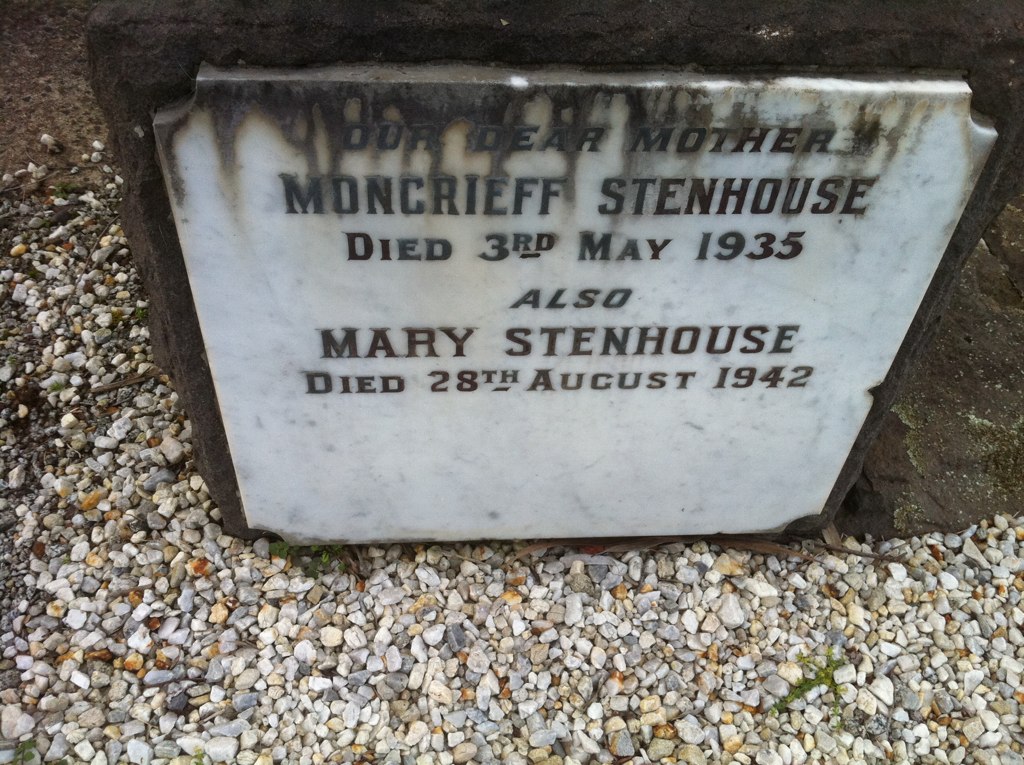 OUR DEAR MOTHER
MONCRIEFF STENHOUSE
DIED 3RD MAY 1935
ALSO
MARY STENHOUSE
DIED 28TH AUGUST 1942